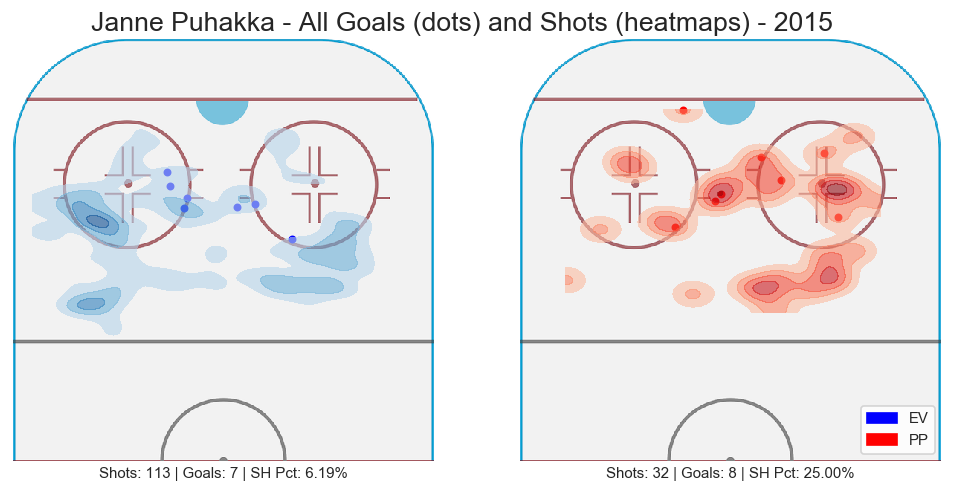 Janne Puhakka - All Goals (dots) and Shots (heatmaps) - 2015
EV
PP
Shots: 113 | Goals: 7 | SH Pct: 6.19%
Shots: 32 | Goals: 8 | SH Pct: 25.00%